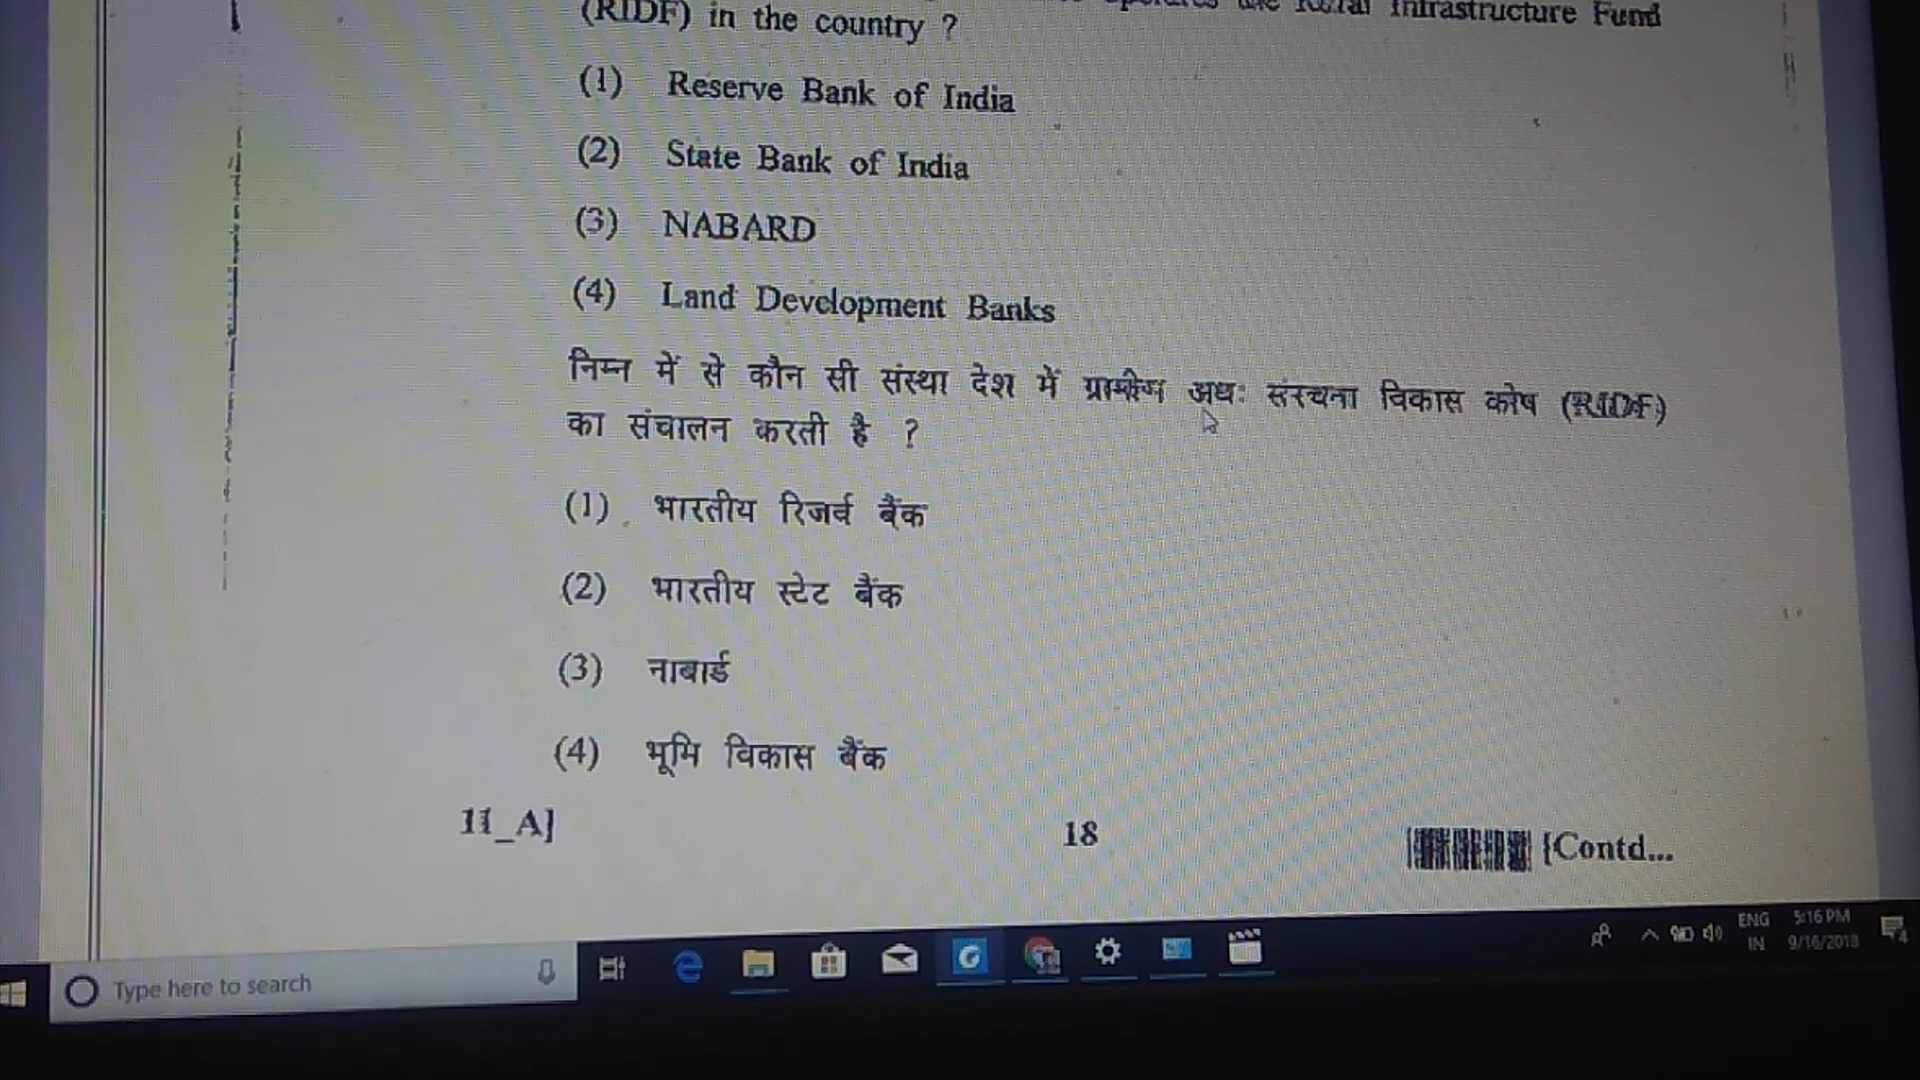 the Rural Infrastructure Fund
(RIDF) in the country ?
(1) Reserve Bank of India
(2) State Bank of India
(3) NABARD
(4) Land Development Banks
निम्न में से कौन सी संस्था देश में ग्रामीण अधः संरचना विकास कोष (RIDF)
का संचालन करती है ?
(1) भारतीय रिजर्व बैंक
(2) भारतीय स्टेट बैंक
(3) नाबार्ड
(4) भूमि विकास बैंक
11_A]
18
[Contd...
Type here to search
ENG
IN
5:16 PM
9/16/2018